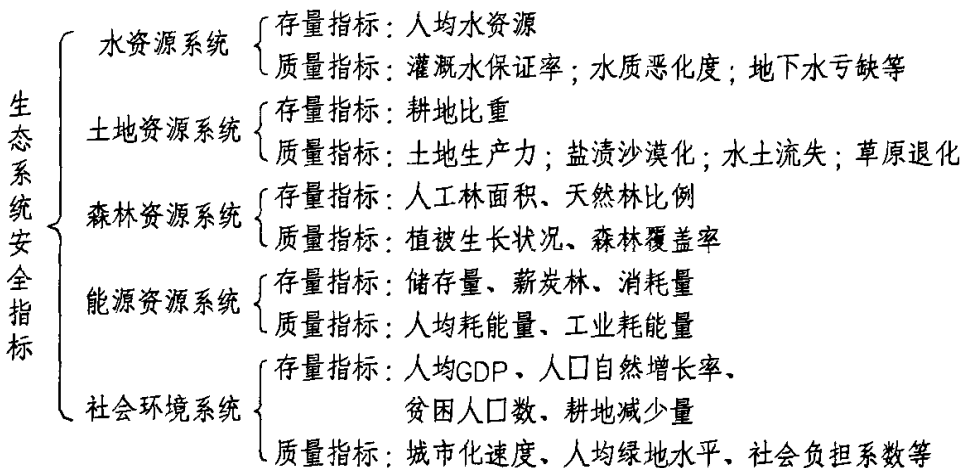 生态系统安全指标
水资源系统
存量指标：人均水资源
质量指标：灌溉水保证率；水质恶化度；地下水亏缺等
土地资源系统
存量指标：耕地比重
质量指标：土地生产力；盐渍沙漠化；水土流失；草原退化
森林资源系统
存量指标：人工林面积、天然林比例
质量指标：植被生长状况、森林覆盖率
能源资源系统
存量指标：储存量、薪炭林、消耗量
质量指标：人均耗能量、工业耗能量
社会环境系统
存量指标：人均GDP、人口自然增长率、
贫困人口数、耕地减少量
质量指标：城市化速度、人均绿地水平、社会负担系数等